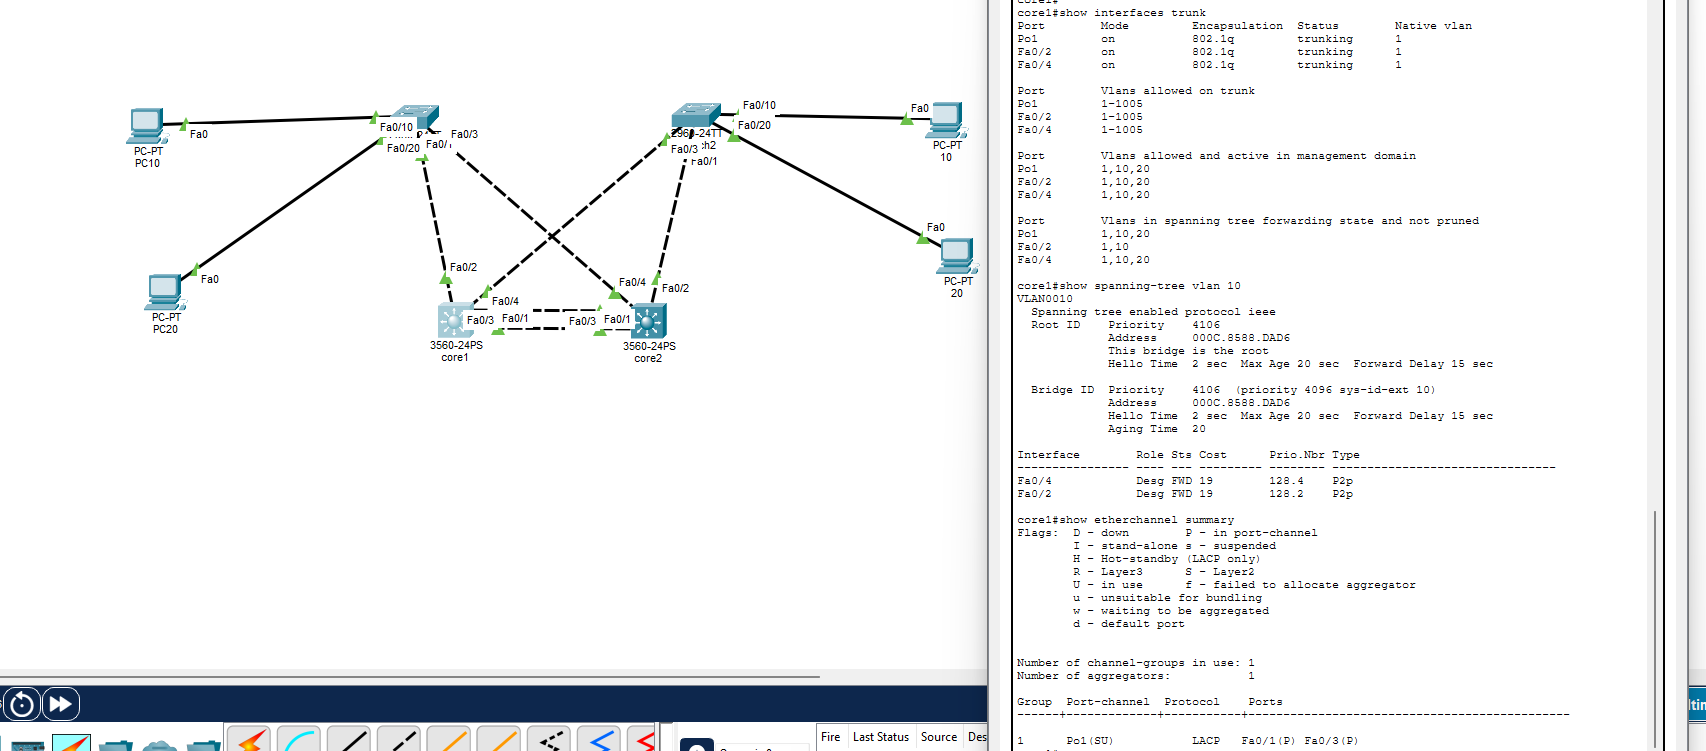 Fa0
PC-PT
PC10
Fa0/10
Fa0/20
Fa0/3
Fa0
PC-PT
PC20
2960-24TT
Fa0/10
Fa0/20
Fa0/3
Fa0/1
Fa0
PC-PT
10
Fa0
PC-PT
20
Fa0/2
Fa0/4
Fa0/3
Fa0/1
3560-24PS
core1
Fa0/4
Fa0/2
Fa0/3
Fa0/1
3560-24PS
core2
Fire Last Status Source Des
core1#
core1#show interfaces trunk
Port Mode Encapsulation Status Native vlan
Po1 on 802.1q trunking 1
Fa0/2 on 802.1q trunking 1
Fa0/4 on 802.1q trunking 1
Port Vlans allowed on trunk
Po1 1-1005
Fa0/2 1-1005
Fa0/4 1-1005
Port Vlans allowed and active in management domain
Po1 1,10,20
Fa0/2 1,10,20
Fa0/4 1,10,20
Port Vlans in spanning tree forwarding state and not pruned
Po1 1,10,20
Fa0/2 1,10
Fa0/4 1,10,20
core1#show spanning-tree vlan 10
VLAN0010
Spanning tree enabled protocol ieee
Root ID Priority 4106
Address 000C.8588.DAD6
This bridge is the root
Hello Time 2 sec Max Age 20 sec Forward Delay 15 sec
Bridge ID Priority 4106 (priority 4096 sys-id-ext 10)
Address 000C.8588.DAD6
Hello Time 2 sec Max Age 20 sec Forward Delay 15 sec
Aging Time 20
Interface Role Sts Cost Prio.Nbr Type
---------------- ---- --- --------- -------- --------------------------------
Fa0/4 Desg FWD 19 128.4 P2p
Fa0/2 Desg FWD 19 128.2 P2p
core1#show etherchannel summary
Flags: D - down P - in port-channel
I - stand-alone s - suspended
H - Hot-standby (LACP only)
R - Layer3 S - Layer2
U - in use f - failed to allocate aggregator
u - unsuitable for bundling
w - waiting to be aggregated
d - default port
Number of channel-groups in use: 1
Number of aggregators: 1
Group Port-channel Protocol Ports
------+-------------+-----------+----------------------------------------------
1 Po1(SU) LACP Fa0/1(P) Fa0/3(P)